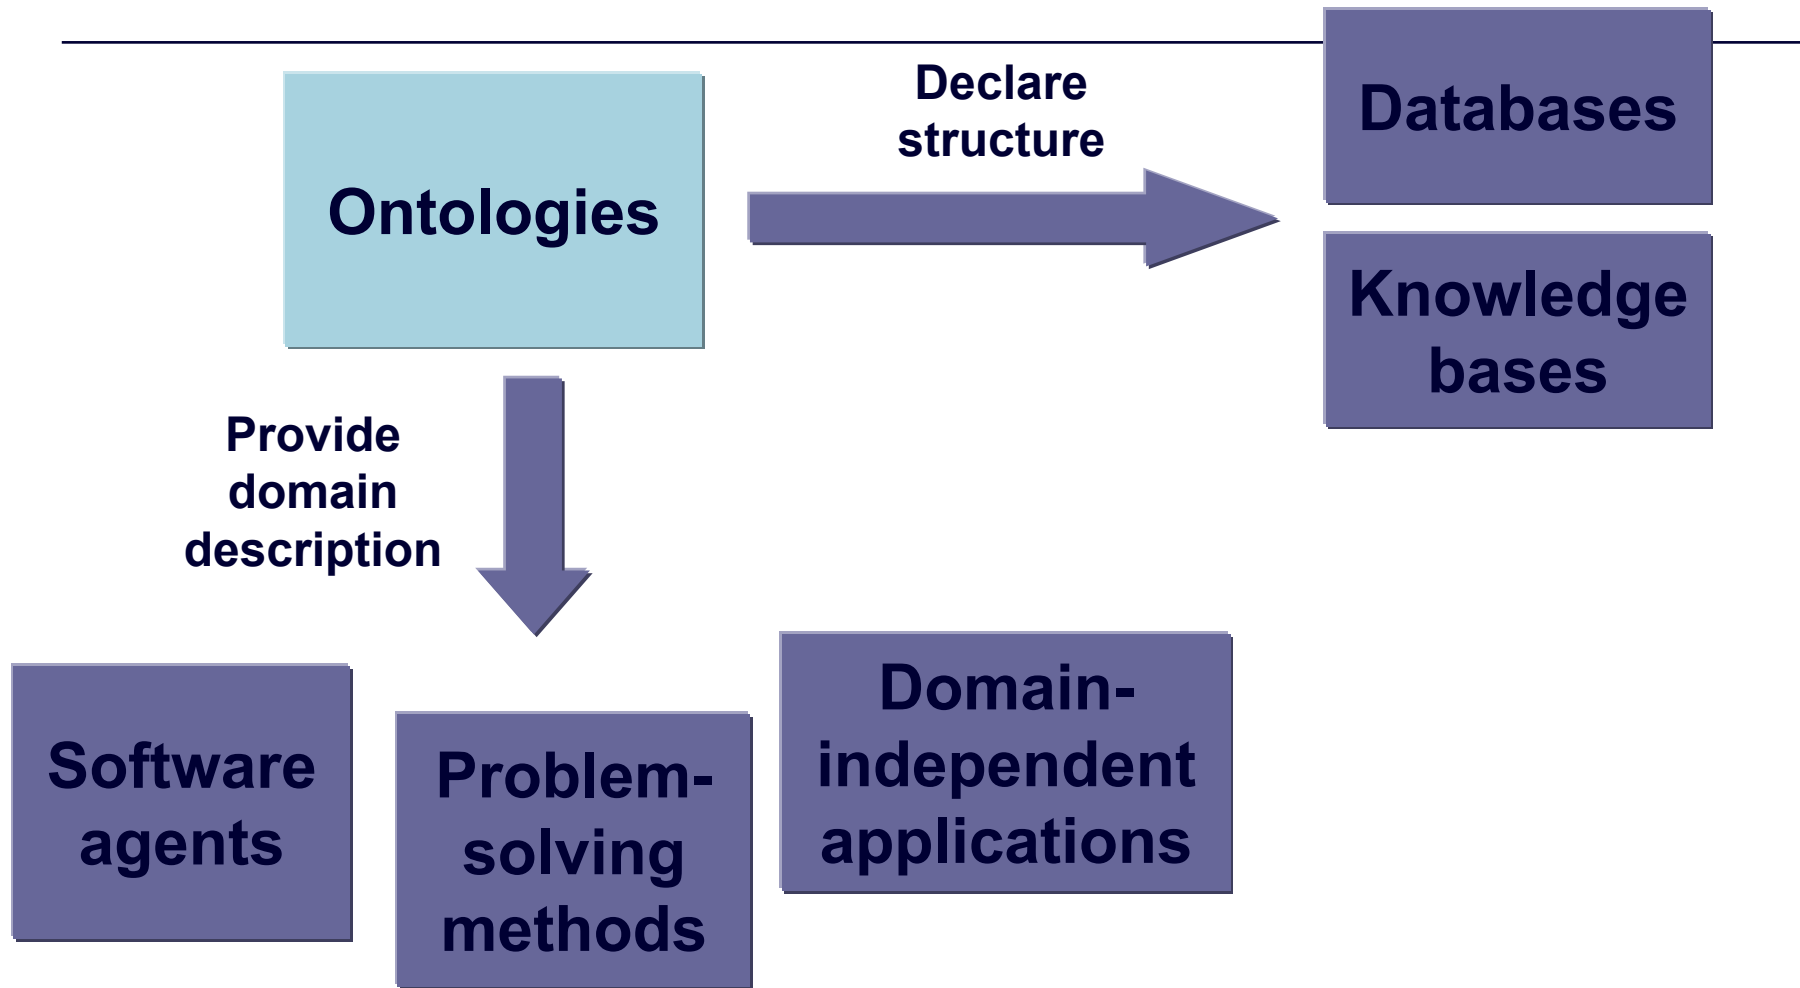 Ontologies
Declare
structure
Databases
Knowledge
bases
Provide
domain
description
Software
agents
Problem-
solving
methods
Domain-
independent
applications